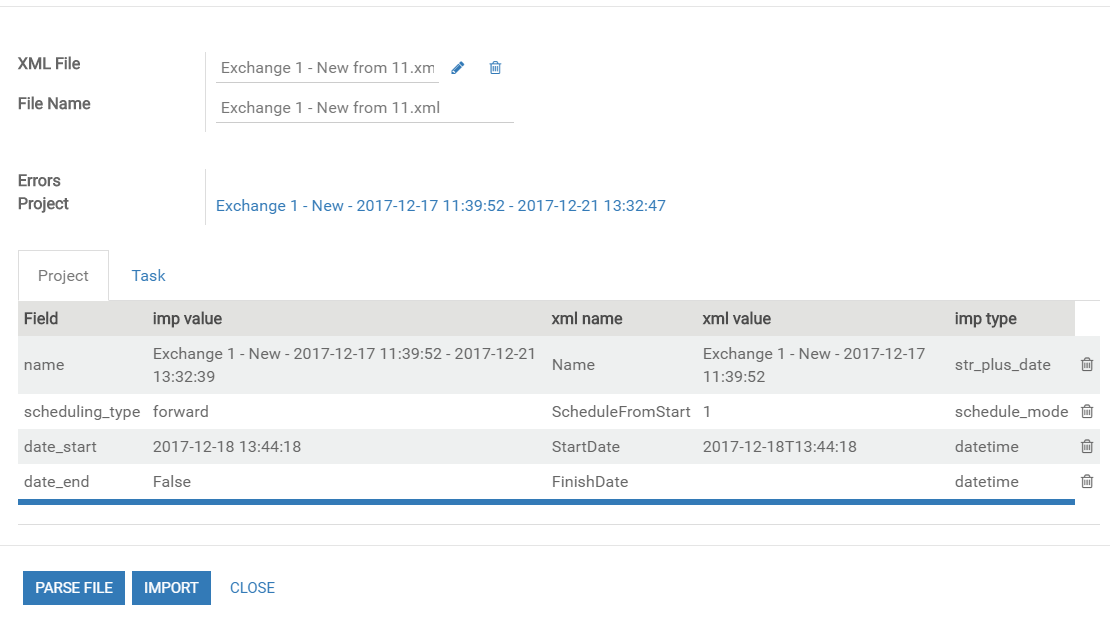 XML File
Exchange 1 - New from 11.xm
File Name
Exchange 1 - New from 11.xml
Errors
Project
Exchange 1 - New - 2017-12-17 11:39:52 - 2017-12-21 13:32:47
Project Task
Field imp value xml name xml value imp type
name Exchange 1 - New - 2017-12-17 11:39:52 - 2017-12-21 Name Exchange 1 - New - 2017-12-17 str_plus_date
13:32:39 11:39:52
scheduling_type forward ScheduleFromStart 1 schedule_mode
date_start 2017-12-18 13:44:18 StartDate 2017-12-18T13:44:18 datetime
date_end False FinishDate datetime
PARSE FILE IMPORT CLOSE